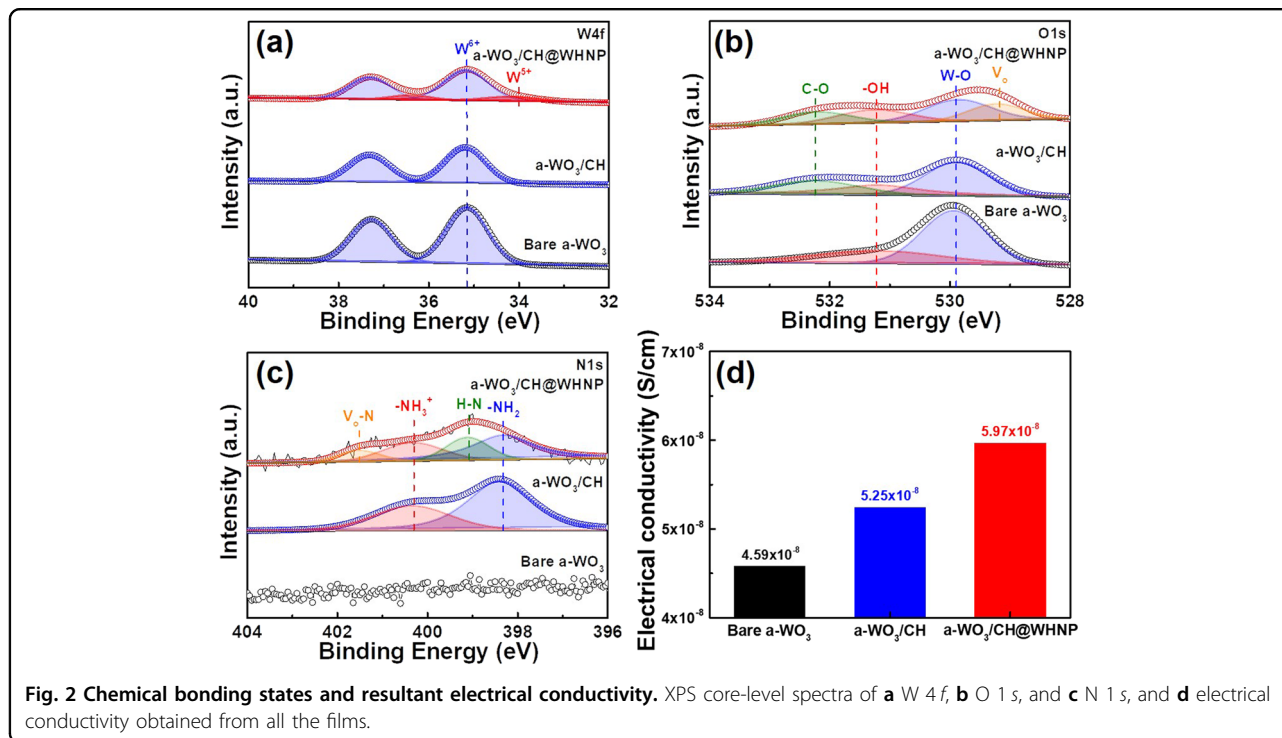 (a)
W4f
a-WO₃/CH@WHNP
W⁶⁺
W⁵⁺
a-WO₃/CH
Bare a-WO₃
Intensity (a.u.)
40 38 36 34 32
Binding Energy (eV)
(b)
O1s
a-WO₃/CH@WHNP
C-O
-OH
W-O
Vₒ
a-WO₃/CH
Bare a-WO₃
Intensity (a.u.)
534 532 530 528
Binding Energy (eV)
(c)
N1s
a-WO₃/CH@WHNP
Vₒ-N
-NH₃⁺
H-N
-NH₂
a-WO₃/CH
Bare a-WO₃
Intensity (a.u.)
404 402 400 398 396
Binding Energy (eV)
(d)
Electrical conductivity (S/cm)
7x10⁻⁸
6x10⁻⁸
5x10⁻⁸
4x10⁻⁸
4.59x10⁻⁸
5.25x10⁻⁸
5.97x10⁻⁸
Bare a-WO₃ a-WO₃/CH a-WO₃/CH@WHNP
Fig. 2 Chemical bonding states and resultant electrical conductivity. XPS core-level spectra of a W 4f, b O 1s, and c N 1s, and d electrical
conductivity obtained from all the films.